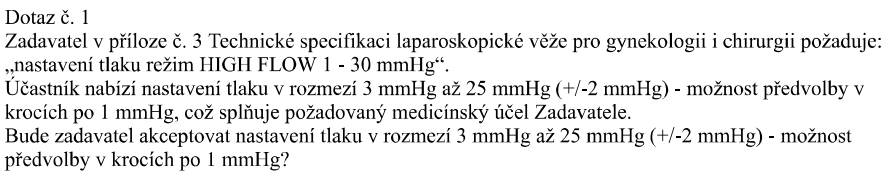 Dotaz č. 1
Zadavatel v příloze č. 3 Technické specifikaci laparoskopické věže pro gynekologii i chirurgii požaduje:
„nastavení tlaku režim HIGH FLOW 1 - 30 mmHg“.
Účastník nabízí nastavení tlaku v rozmezí 3 mmHg až 25 mmHg (+/-2 mmHg) - možnost předvolby v
krocích po 1 mmHg, což splňuje požadovaný medicínský účel Zadavatele.
Bude zadavatel akceptovat nastavení tlaku v rozmezí 3 mmHg až 25 mmHg (+/-2 mmHg) - možnost
předvolby v krocích po 1 mmHg?